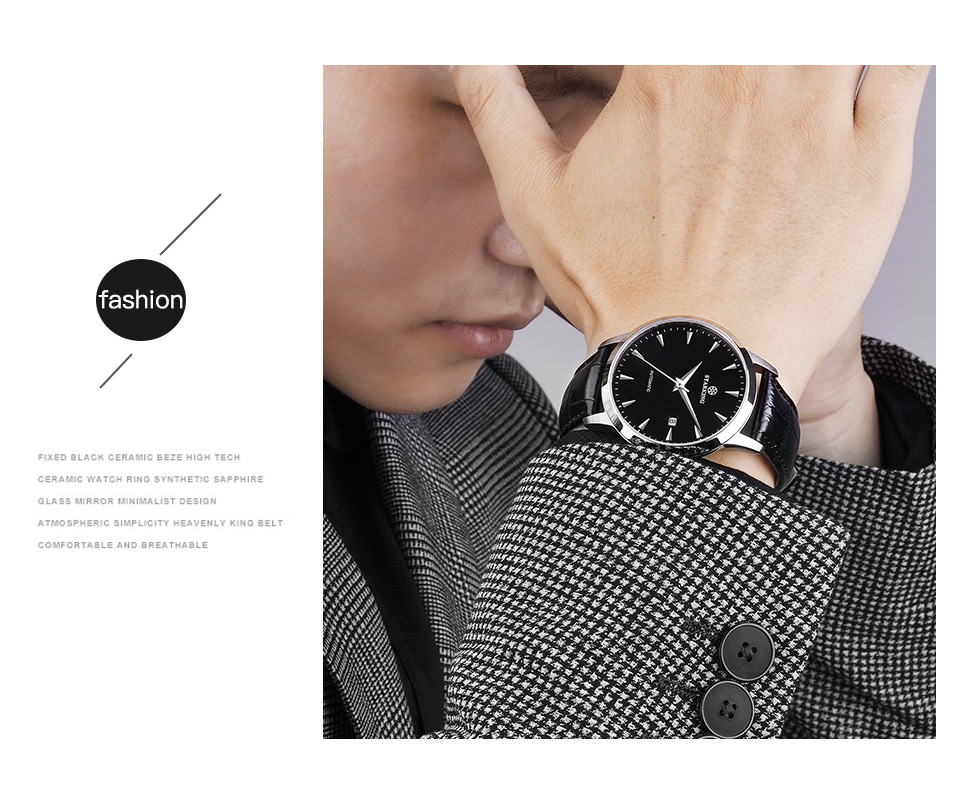 fashion
FIXED BLACK CERAMIC BEZE HIGH TECH
CERAMIC WATCH RING SYNTHETIC SAPPHIRE
GLASS MIRROR MINIMALIST DESIGN
ATMOSPHERIC SIMPLICITY HEAVENLY KING BELT
COMFORTABLE AND BREATHABLE
STARKING
AUTOMATIC